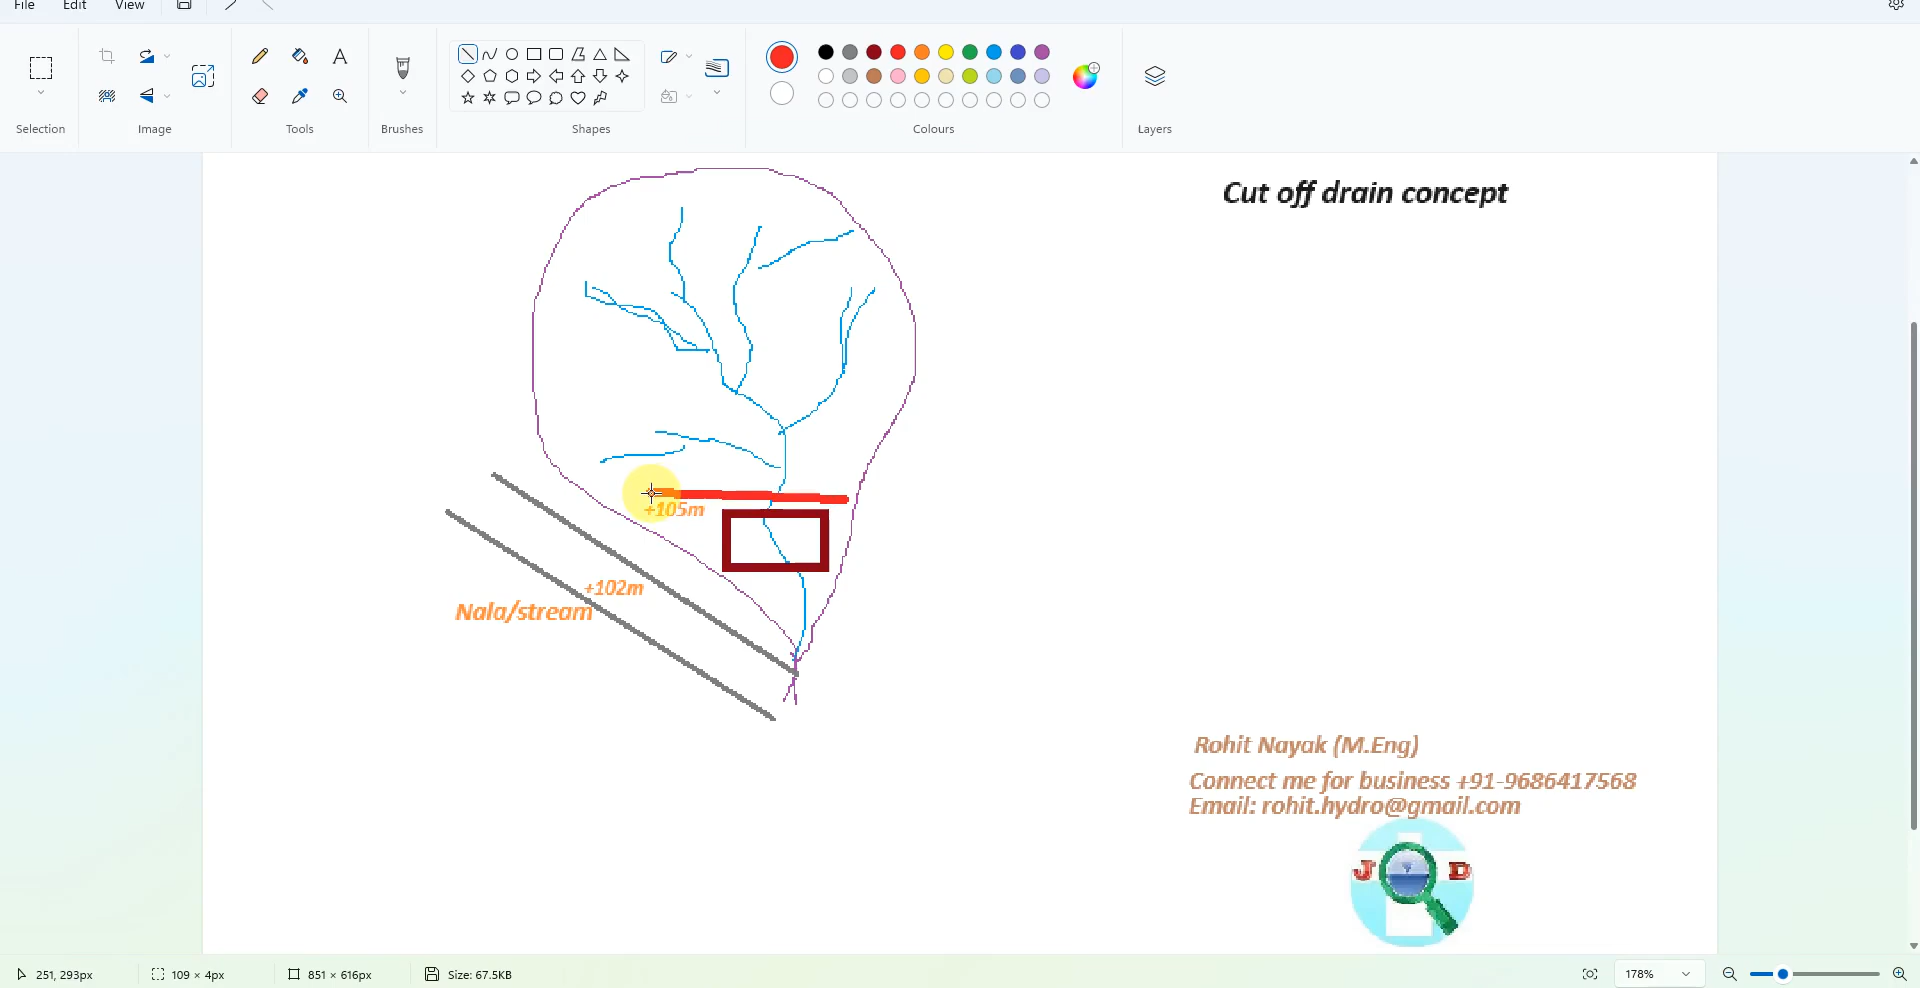 File Edit View
Selection Image Tools Brushes Shapes Colours Layers
Cut off drain concept
+105m
+102m
Nala/stream
Rohit Nayak (M.Eng)
Connect me for business +91-9686417568
Email: rohit.hydro@gmail.com
J D
251, 293px 109 × 4px 851 × 616px Size: 67.5KB 178%